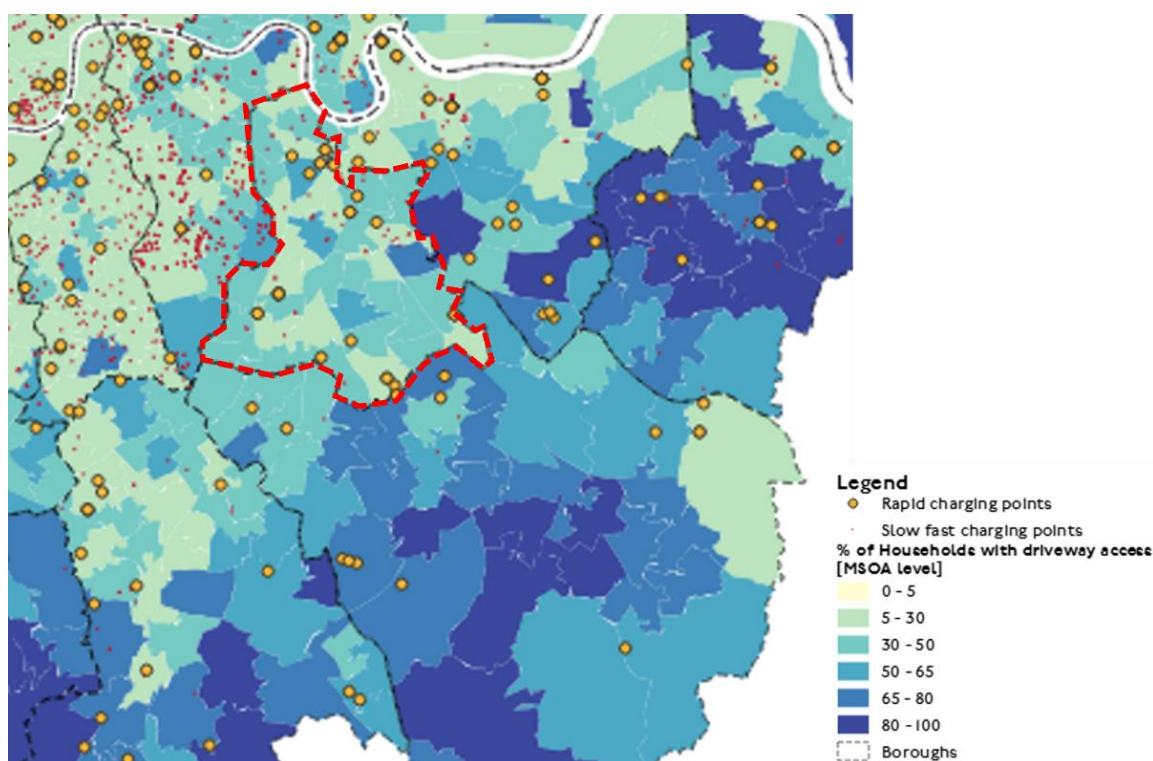 Legend
Rapid charging points
Slow fast charging points
% of Households with driveway access
[MSOA level]
0 - 5
5 - 30
30 - 50
50 - 65
65 - 80
80 - 100
Boroughs